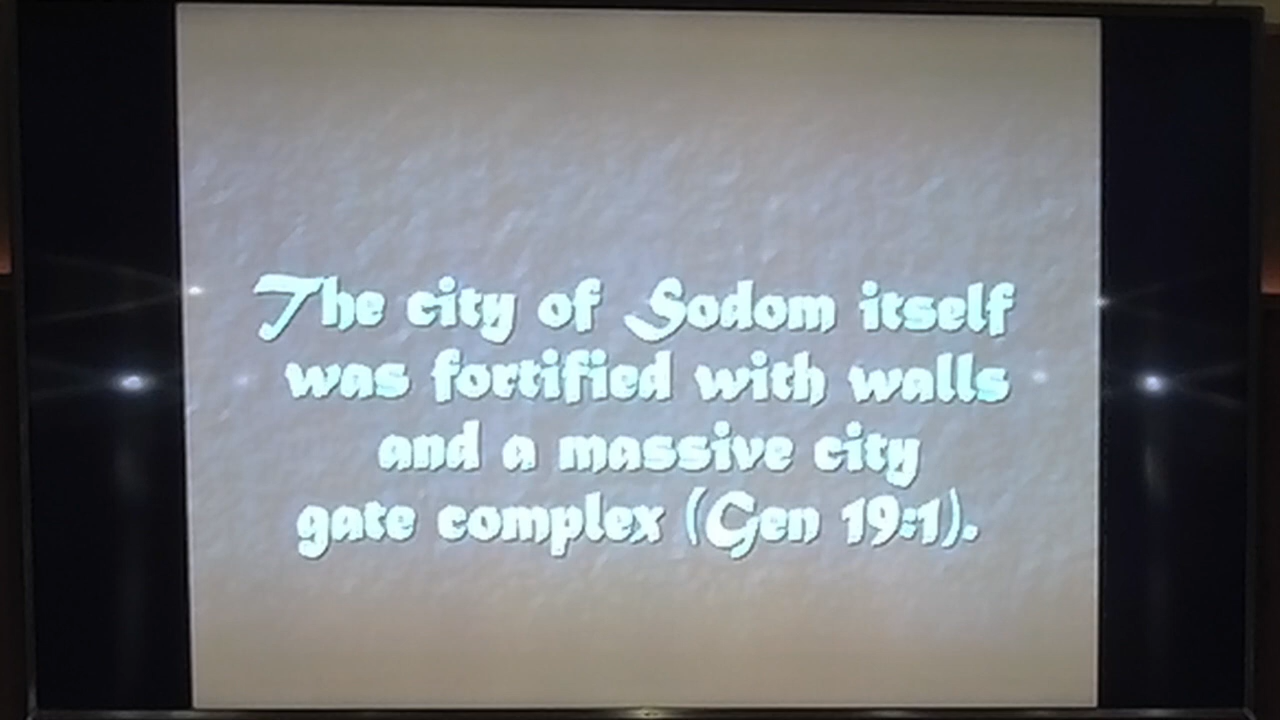 The city of Sodom itself
was fortified with walls
and a massive city
gate complex (Gen 19:1).